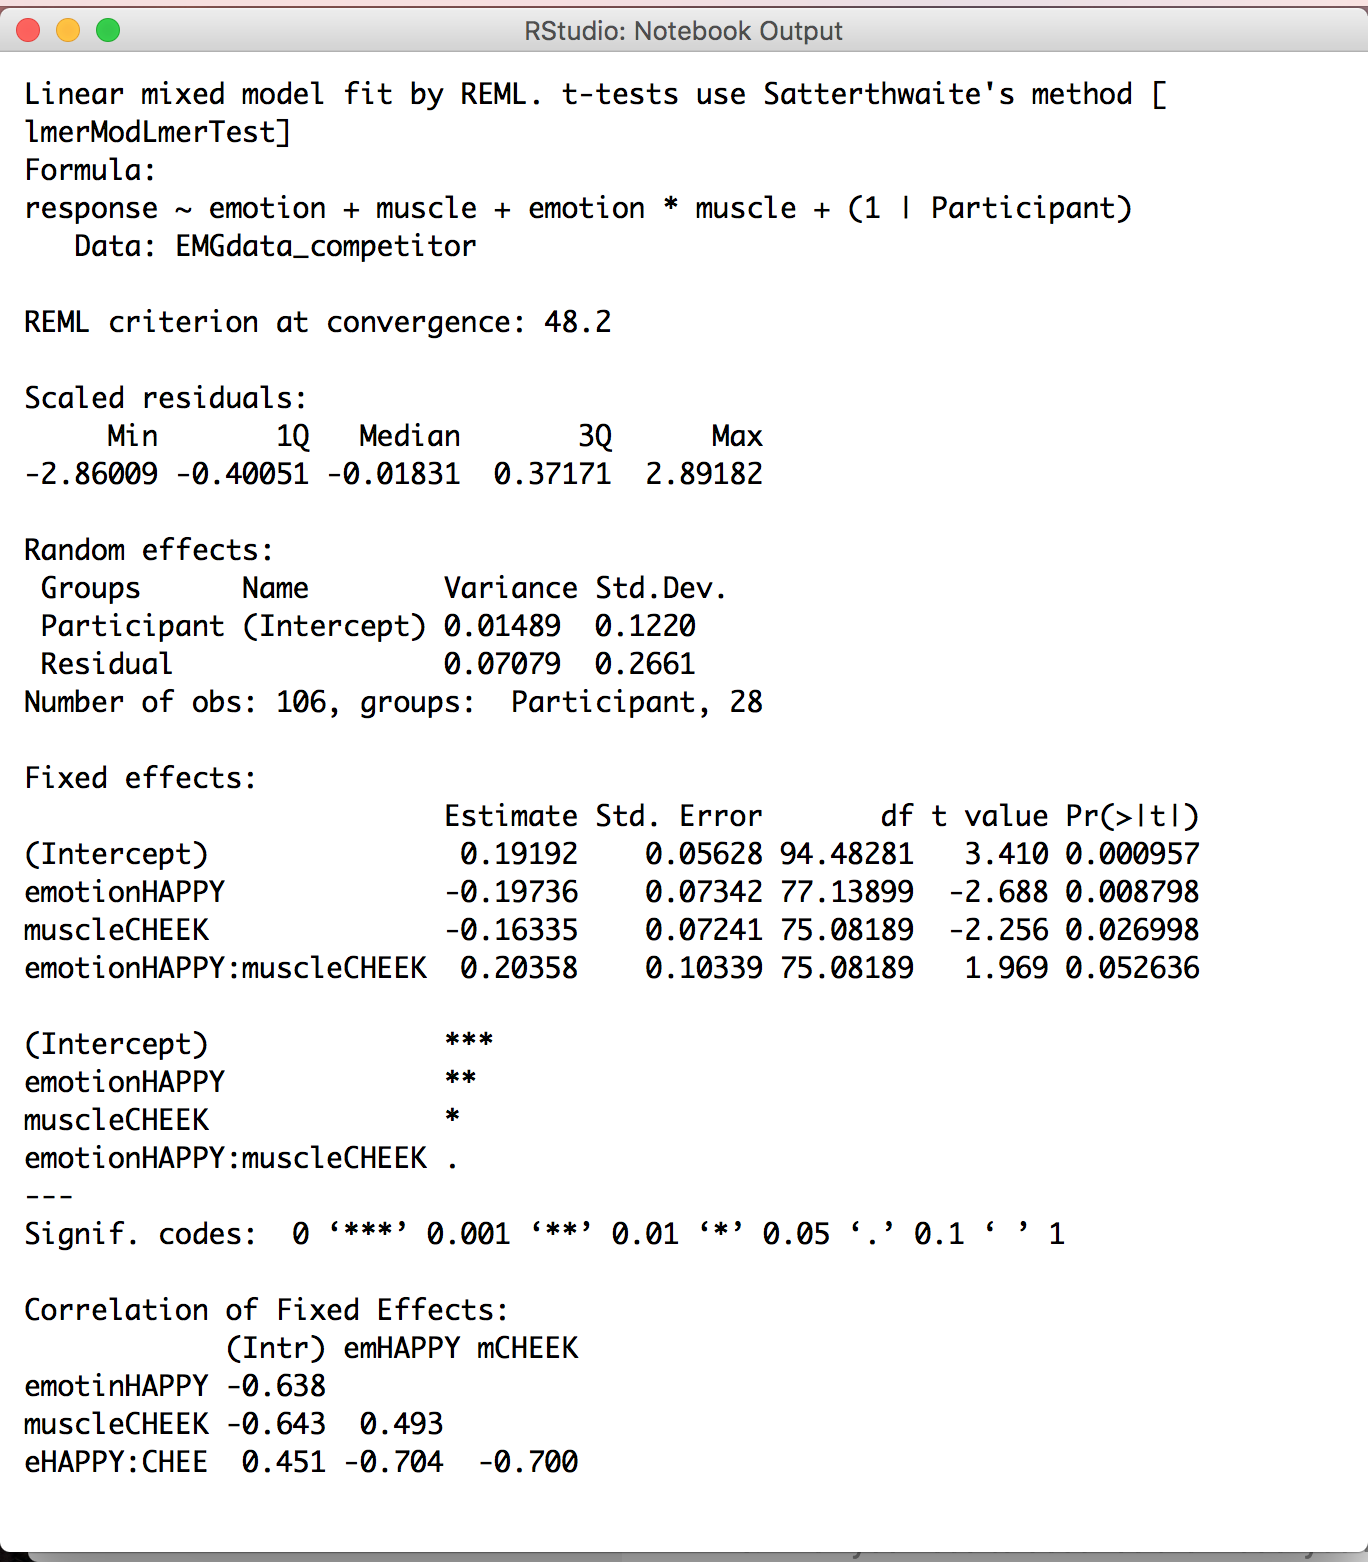 RStudio: Notebook Output
Linear mixed model fit by REML. t-tests use Satterthwaite's method [
lmerModLmerTest]
Formula:
response ~ emotion + muscle + emotion * muscle + (1 | Participant)
   Data: EMGdata_competitor

REML criterion at convergence: 48.2

Scaled residuals:
     Min       1Q   Median       3Q      Max
-2.86009 -0.40051 -0.01831  0.37171  2.89182

Random effects:
 Groups      Name        Variance Std.Dev.
 Participant (Intercept) 0.01489  0.1220
 Residual                0.07079  0.2661
Number of obs: 106, groups:  Participant, 28

Fixed effects:
                         Estimate Std. Error       df t value Pr(>|t|)
(Intercept)               0.19192    0.05628 94.48281   3.410 0.000957
emotionHAPPY             -0.19736    0.07342 77.13899  -2.688 0.008798
muscleCHEEK              -0.16335    0.07241 75.08189  -2.256 0.026998
emotionHAPPY:muscleCHEEK  0.20358    0.10339 75.08189   1.969 0.052636

(Intercept)              ***
emotionHAPPY             **
muscleCHEEK              *
emotionHAPPY:muscleCHEEK .
---
Signif. codes:  0 ‘***’ 0.001 ‘**’ 0.01 ‘*’ 0.05 ‘.’ 0.1 ‘ ’ 1

Correlation of Fixed Effects:
            (Intr) emHAPPY mCHEEK
emotinHAPPY -0.638
muscleCHEEK -0.643  0.493
eHAPPY:CHEE  0.451 -0.704  -0.700